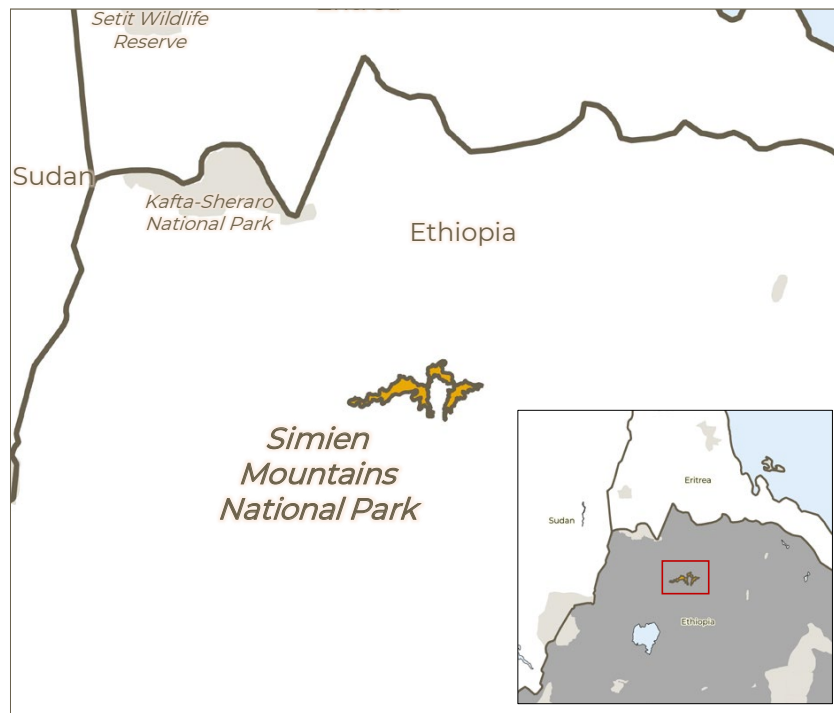 Setit Wildlife
Reserve
Sudan
Kafta-Sheraro
National Park
Ethiopia
Simien
Mountains
National Park
Eritrea
Sudan
Ethiopia